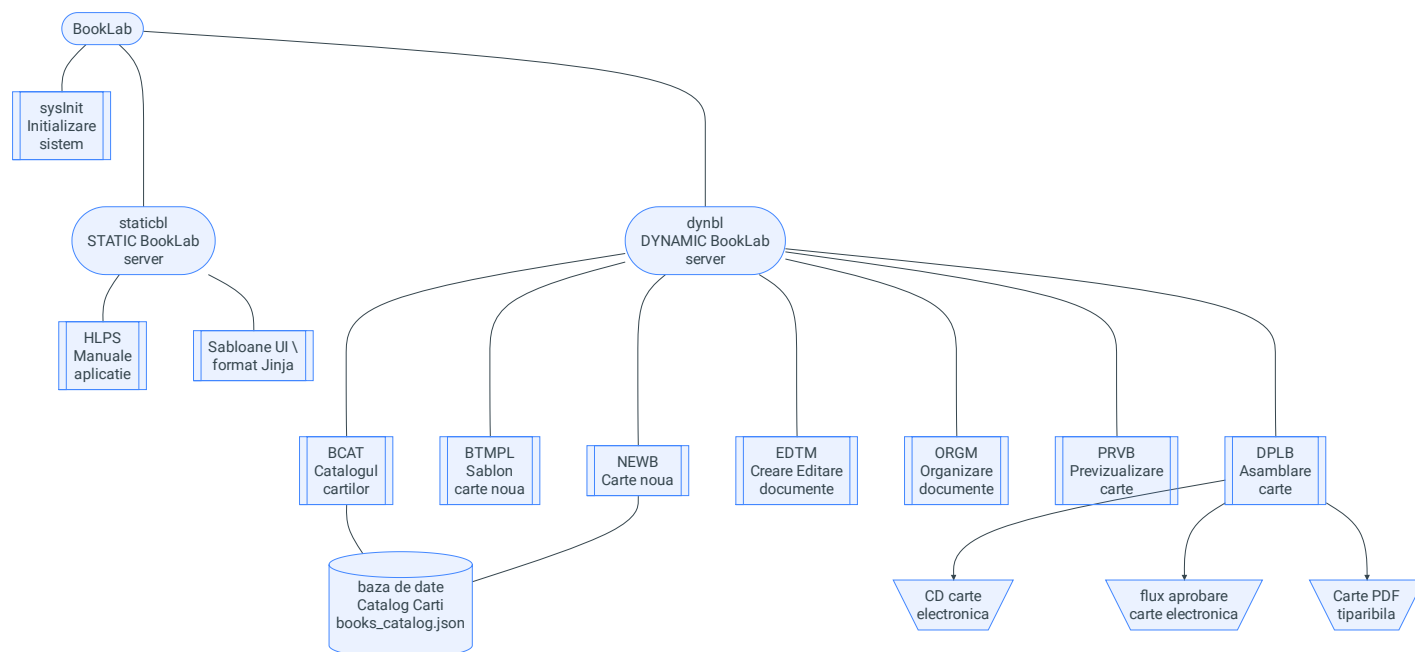 BookLab
sysInit
Initializare
sistem
staticbl
STATIC BookLab
server
dynbl
DYNAMIC BookLab
server
HLPS
Manuale
aplicatie
Sabloane UI \
format Jinja
BCAT
Catalogul
cartilor
BTMPL
Sablon
carte noua
NEWB
Carte noua
EDTM
Creare Editare
documente
ORGM
Organizare
documente
PRVB
Previzualizare
carte
DPLB
Asamblare
carte
baza de date
Catalog Carti
books_catalog.json
CD carte
electronica
flux aprobare
carte electronica
Carte PDF
tiparibila